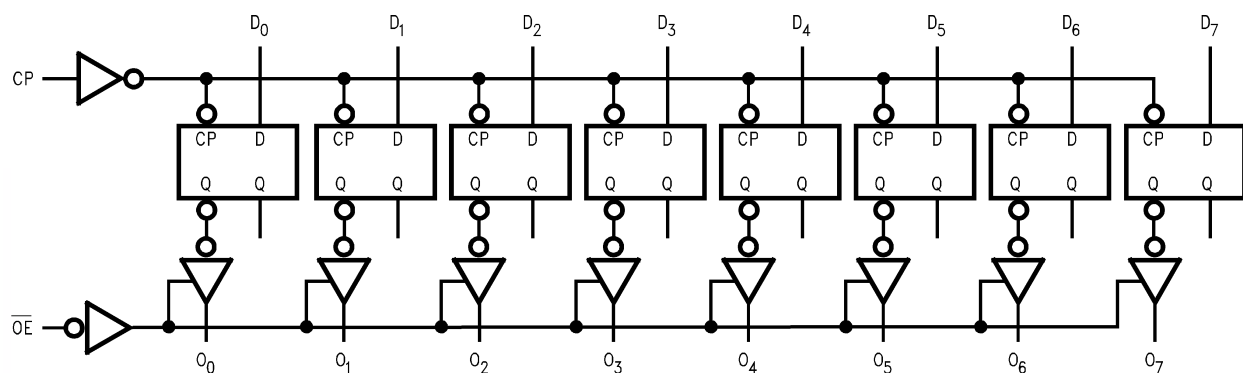 D0 D1 D2 D3 D4 D5 D6 D7
CP
CP D CP D CP D CP D CP D CP D CP D CP D
Q Q Q Q Q Q Q Q Q Q Q Q Q Q Q Q
O̅E̅
O0 O1 O2 O3 O4 O5 O6 O7